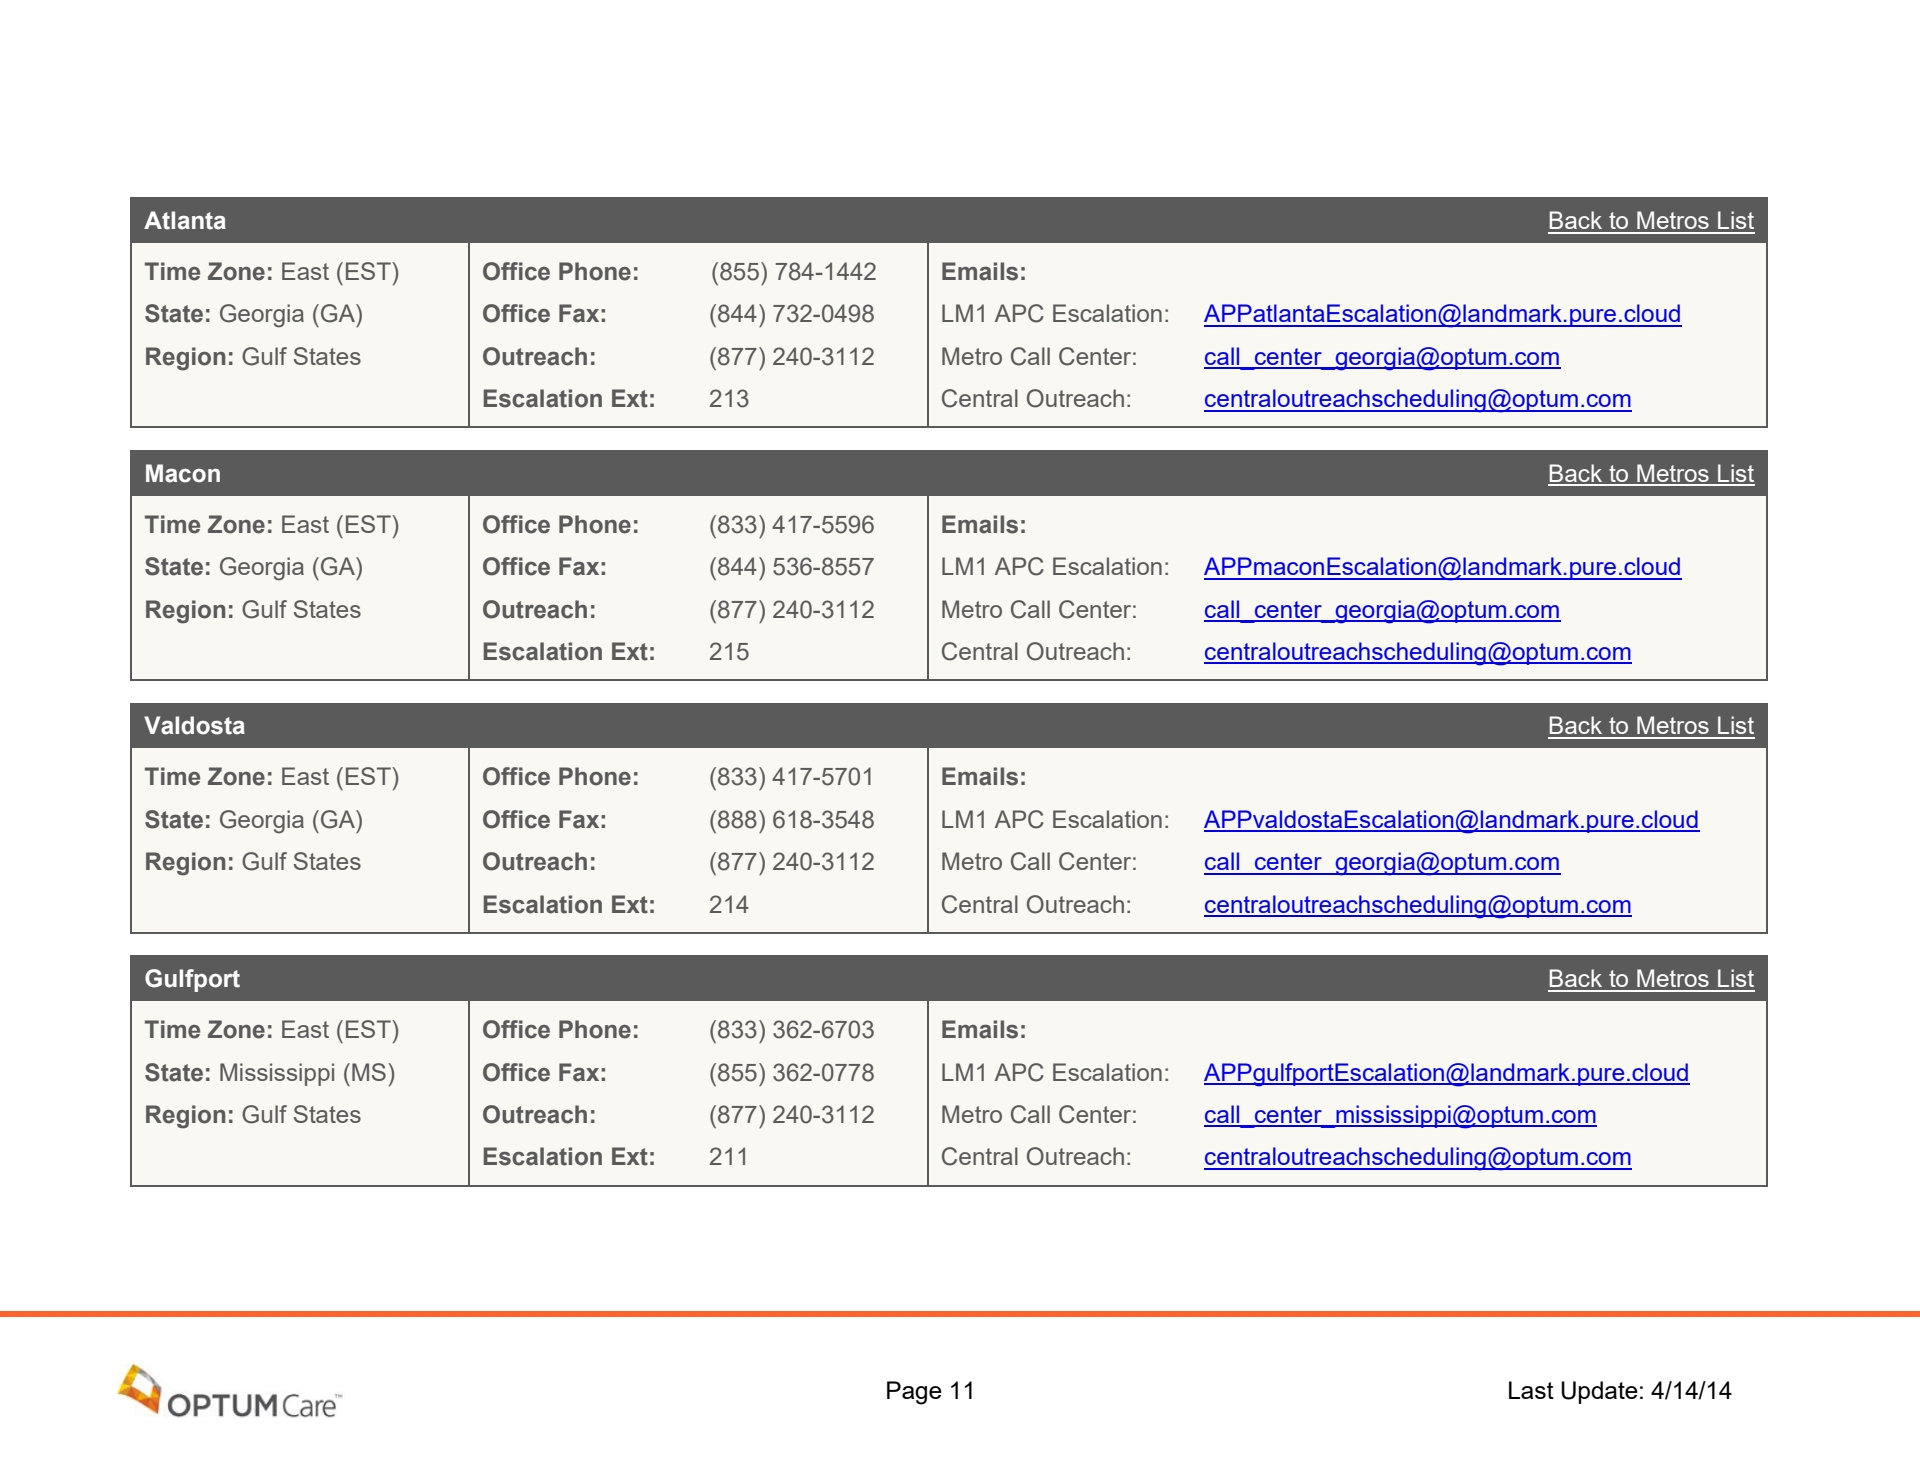 Atlanta Back to Metros List
Time Zone: East (EST) Office Phone: (855) 784-1442 Emails:
State: Georgia (GA) Office Fax: (844) 732-0498 LM1 APC Escalation: APPatlantaEscalation@landmark.pure.cloud
Region: Gulf States Outreach: (877) 240-3112 Metro Call Center: call_center_georgia@optum.com
Escalation Ext: 213 Central Outreach: centraloutreachscheduling@optum.com
Macon Back to Metros List
Time Zone: East (EST) Office Phone: (833) 417-5596 Emails:
State: Georgia (GA) Office Fax: (844) 536-8557 LM1 APC Escalation: APPmaconEscalation@landmark.pure.cloud
Region: Gulf States Outreach: (877) 240-3112 Metro Call Center: call_center_georgia@optum.com
Escalation Ext: 215 Central Outreach: centraloutreachscheduling@optum.com
Valdosta Back to Metros List
Time Zone: East (EST) Office Phone: (833) 417-5701 Emails:
State: Georgia (GA) Office Fax: (888) 618-3548 LM1 APC Escalation: APPvaldostaEscalation@landmark.pure.cloud
Region: Gulf States Outreach: (877) 240-3112 Metro Call Center: call_center_georgia@optum.com
Escalation Ext: 214 Central Outreach: centraloutreachscheduling@optum.com
Gulfport Back to Metros List
Time Zone: East (EST) Office Phone: (833) 362-6703 Emails:
State: Mississippi (MS) Office Fax: (855) 362-0778 LM1 APC Escalation: APPgulfportEscalation@landmark.pure.cloud
Region: Gulf States Outreach: (877) 240-3112 Metro Call Center: call_center_mississippi@optum.com
Escalation Ext: 211 Central Outreach: centraloutreachscheduling@optum.com
OPTUMCare™ Page 11 Last Update: 4/14/14